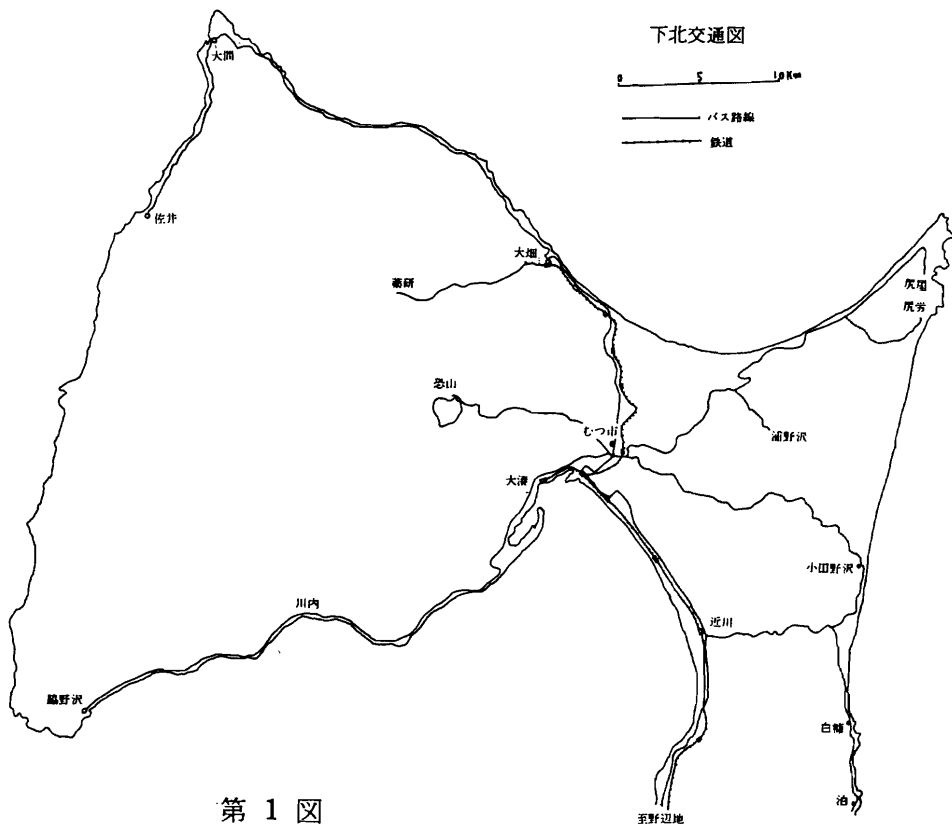 下北交通図
0 5 10Km
バス路線
鉄道
大間
佐井
大畑
薬研
尻屋
尻労
恐山
むつ市
浦野沢
大湊
小田野沢
川内
近川
脇野沢
白糠
泊
至野辺地
第 1 図